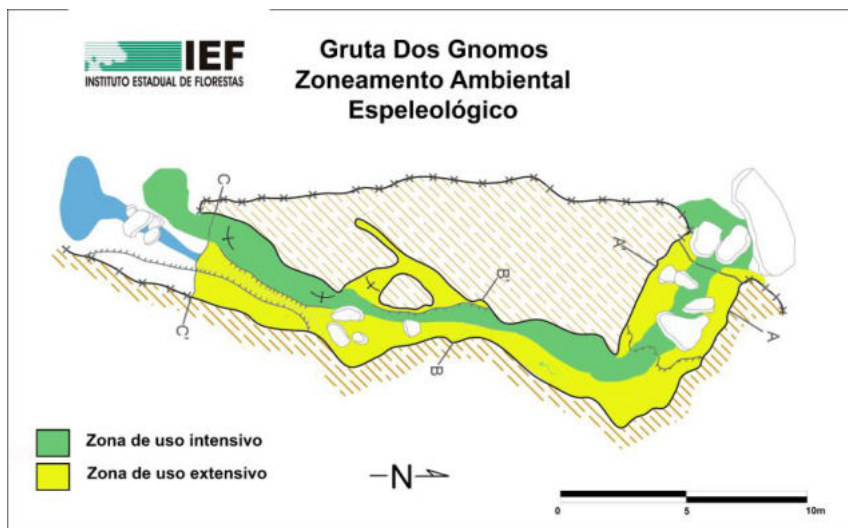 IEF
INSTITUTO ESTADUAL DE FLORESTAS
Gruta Dos Gnomos
Zoneamento Ambiental
Espeleológico
C
A'
B'
C'
B
A
Zona de uso intensivo
Zona de uso extensivo
N
0 5 10m